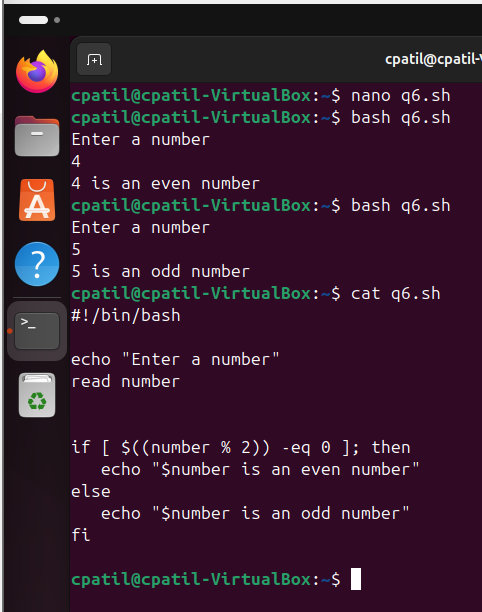 cpatil@cpatil-V
cpatil@cpatil-VirtualBox:~$ nano q6.sh
cpatil@cpatil-VirtualBox:~$ bash q6.sh
Enter a number
4
4 is an even number
cpatil@cpatil-VirtualBox:~$ bash q6.sh
Enter a number
5
5 is an odd number
cpatil@cpatil-VirtualBox:~$ cat q6.sh
#!/bin/bash
echo "Enter a number"
read number
if [ $((number % 2)) -eq 0 ]; then
   echo "$number is an even number"
else
   echo "$number is an odd number"
fi
cpatil@cpatil-VirtualBox:~$